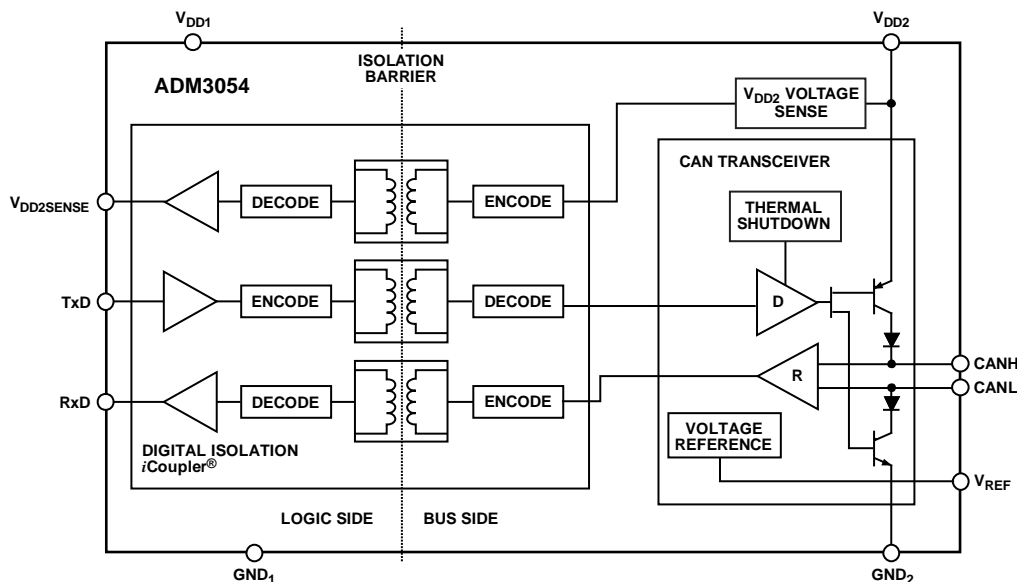 VDD1
VDD2
ADM3054
ISOLATION
BARRIER
VDD2 VOLTAGE
SENSE
CAN TRANSCEIVER
VDD2SENSE
DECODE
ENCODE
THERMAL
SHUTDOWN
TxD
ENCODE
DECODE
D
RxD
DECODE
ENCODE
R
CANH
CANL
VOLTAGE
REFERENCE
DIGITAL ISOLATION
iCoupler®
VREF
LOGIC SIDE
BUS SIDE
GND1
GND2